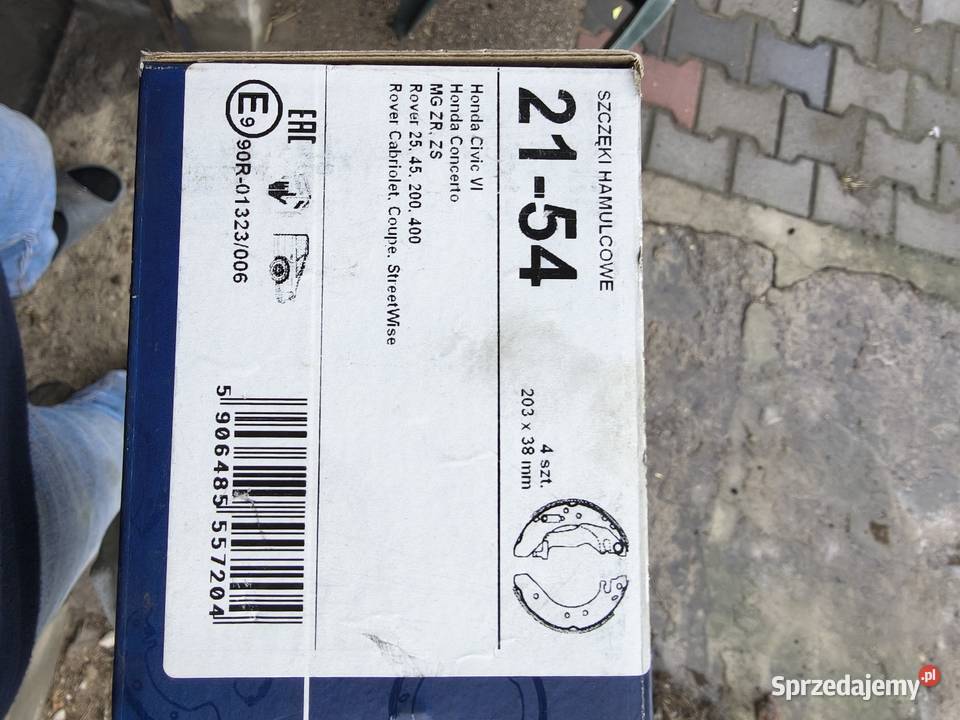 SZCZĘKI HAMULCOWE
21-54
4 szt.
203 x 38 mm
Honda Civic VI
Honda Concerto
MG ZR, ZS
Rover 25, 45, 200, 400
Rover Cabriolet, Coupe, StreetWise
EAC
E9 90R-01323/006
5 906485 557204
Sprzedajemy.pl